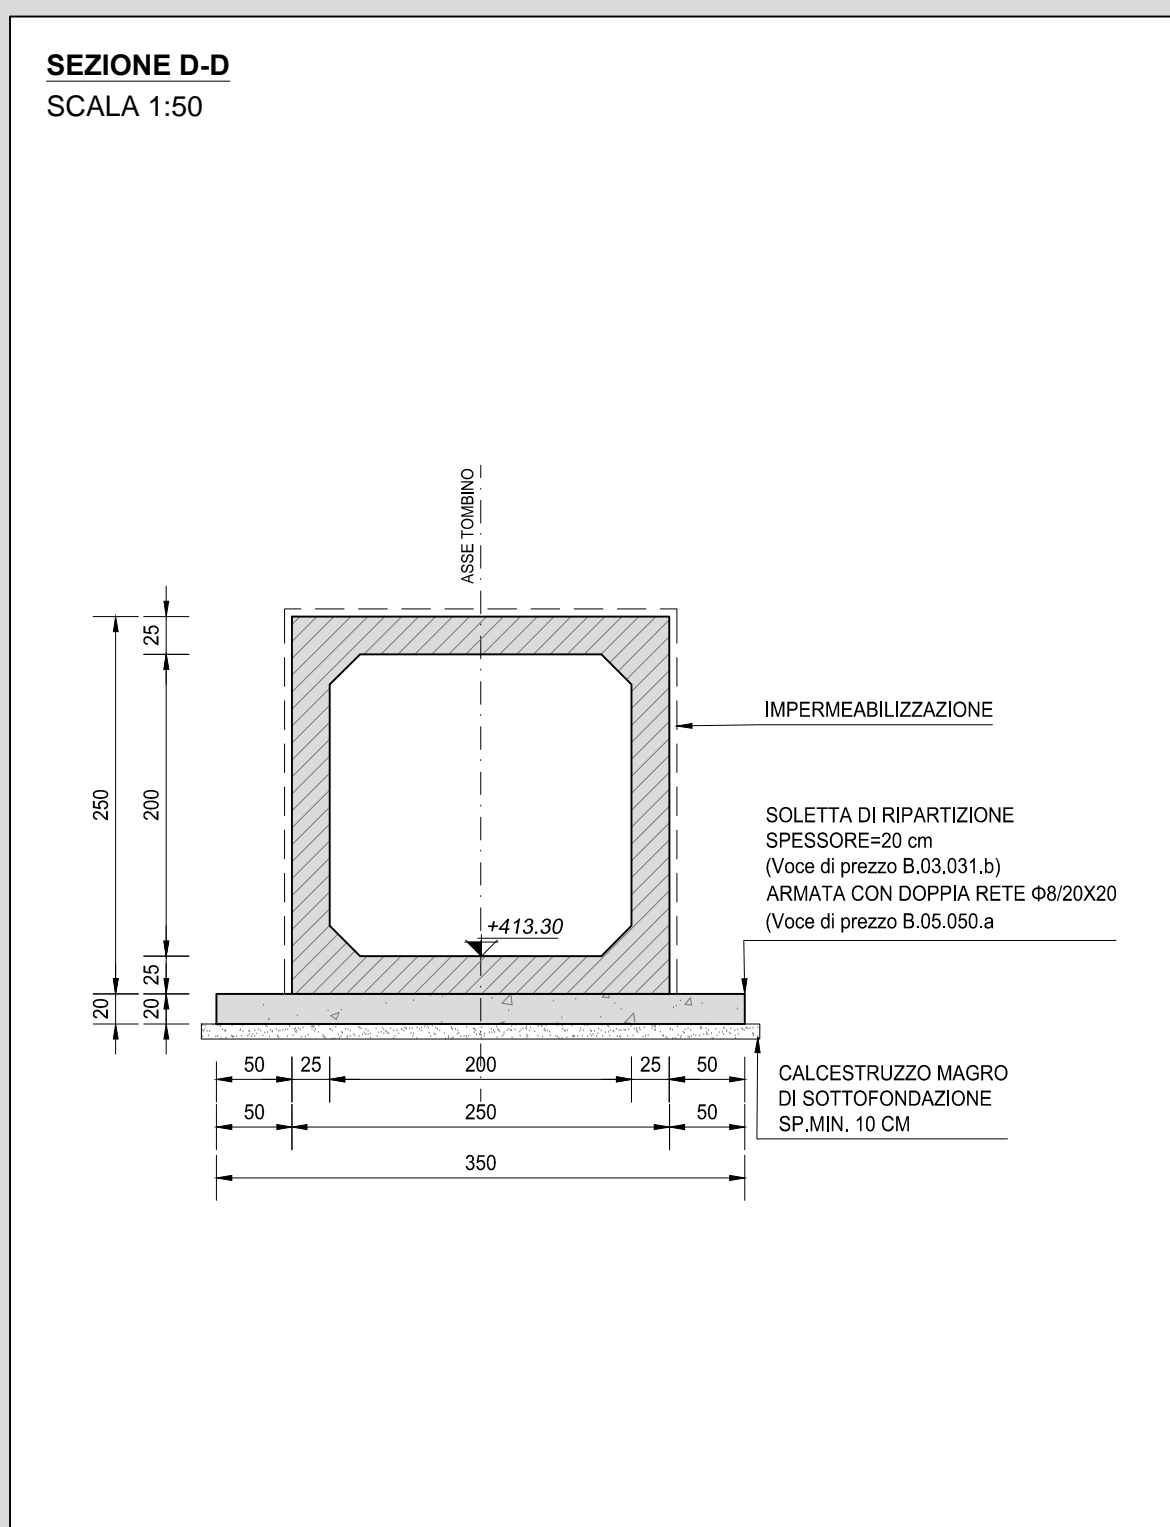 SEZIONE D-D
SCALA 1:50
ASSE TOMBINO
25
250
200
25
20
20
+413.30
IMPERMEABILIZZAZIONE
SOLETTA DI RIPARTIZIONE
SPESSORE=20 cm
(Voce di prezzo B.03.031.b)
ARMATA CON DOPPIA RETE Φ8/20X20
(Voce di prezzo B.05.050.a
CALCESTRUZZO MAGRO
DI SOTTOFONDAZIONE
SP.MIN. 10 CM
50 25 200 25 50
50 250 50
350